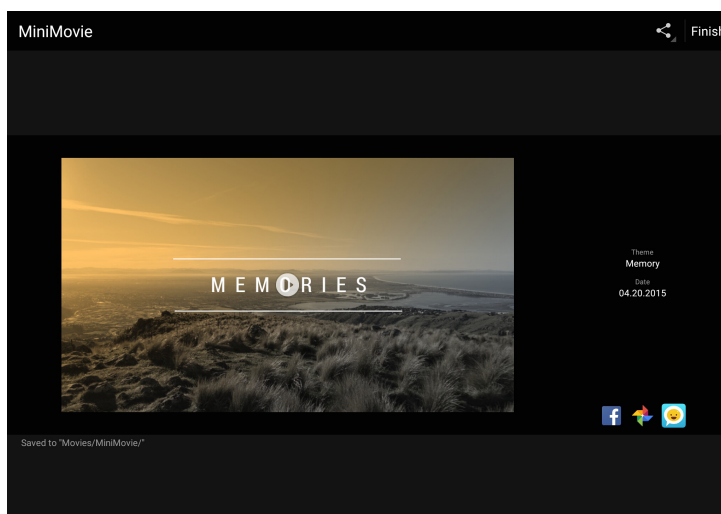 MiniMovie
Finish
MEMORIES
Theme
Memory
Date
04.20.2015
Saved to "Movies/MiniMovie/"